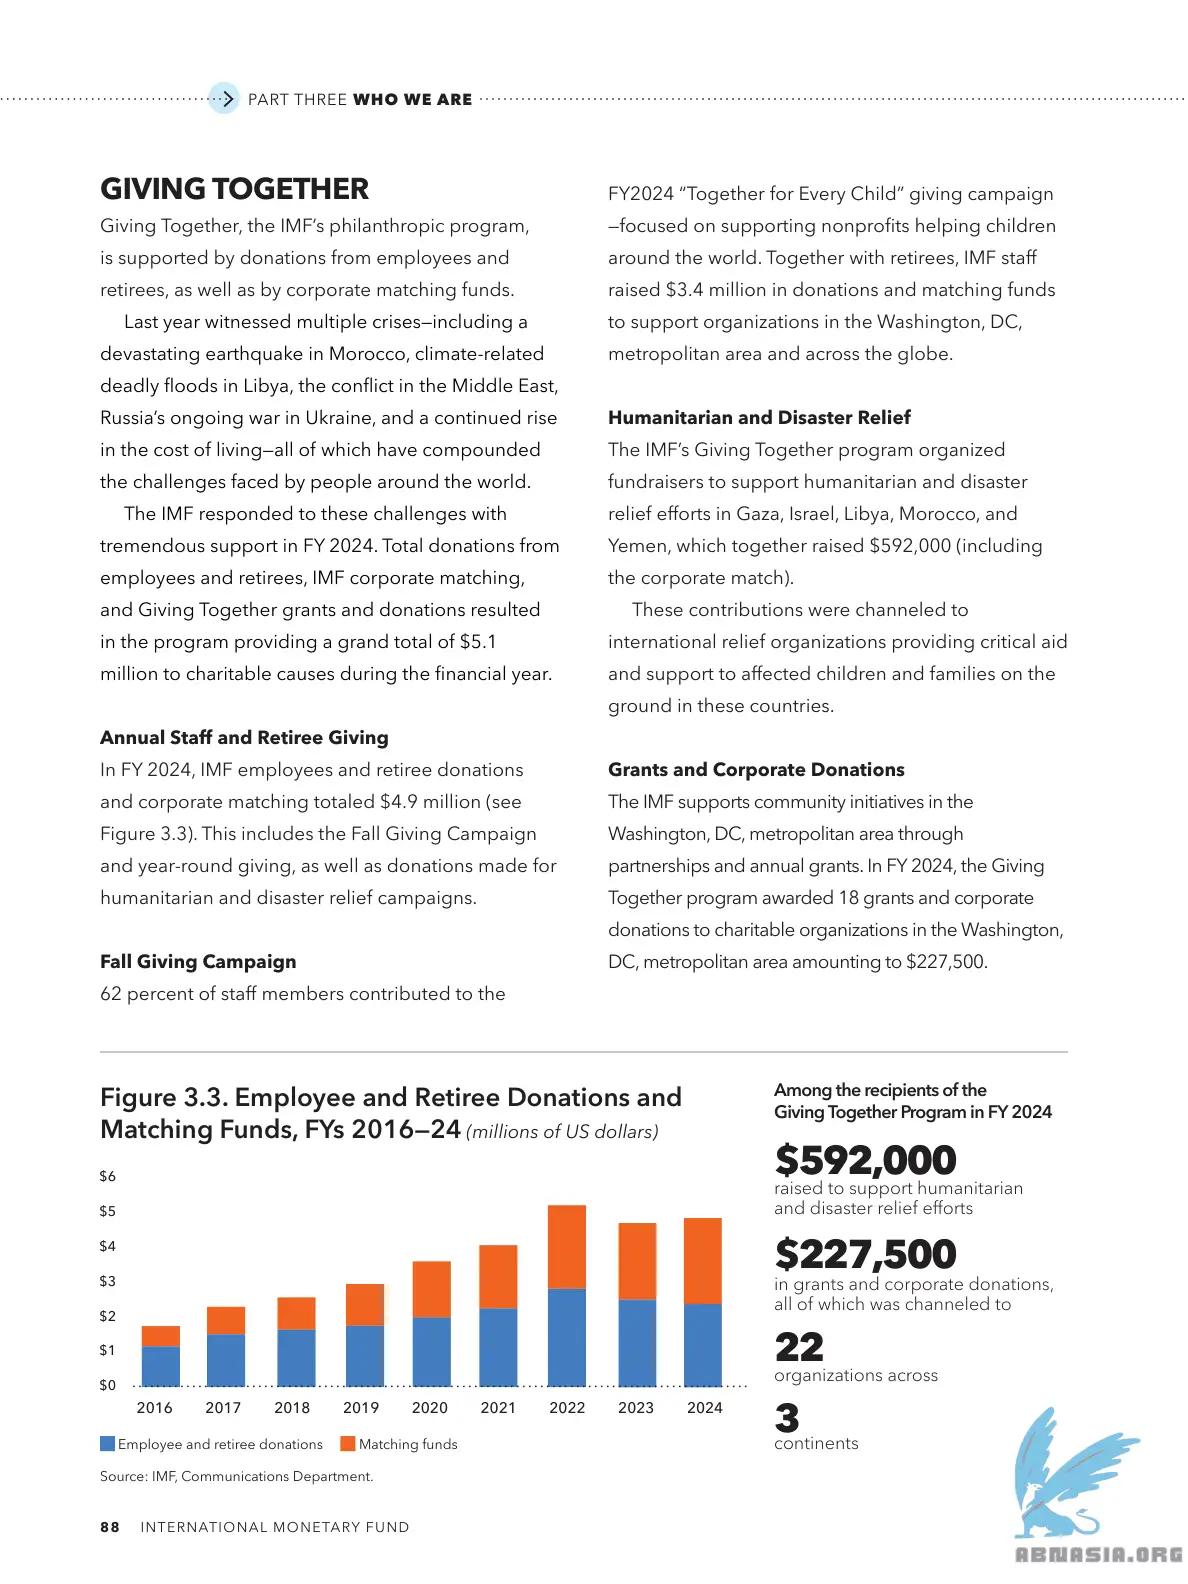 PART THREE WHO WE ARE
GIVING TOGETHER
Giving Together, the IMF's philanthropic program,
is supported by donations from employees and
retirees, as well as by corporate matching funds.
Last year witnessed multiple crises—including a
devastating earthquake in Morocco, climate-related
deadly floods in Libya, the conflict in the Middle East,
Russia's ongoing war in Ukraine, and a continued rise
in the cost of living—all of which have compounded
the challenges faced by people around the world.
The IMF responded to these challenges with
tremendous support in FY 2024. Total donations from
employees and retirees, IMF corporate matching,
and Giving Together grants and donations resulted
in the program providing a grand total of $5.1
million to charitable causes during the financial year.
Annual Staff and Retiree Giving
In FY 2024, IMF employees and retiree donations
and corporate matching totaled $4.9 million (see
Figure 3.3). This includes the Fall Giving Campaign
and year-round giving, as well as donations made for
humanitarian and disaster relief campaigns.
Fall Giving Campaign
62 percent of staff members contributed to the
FY2024 “Together for Every Child” giving campaign
—focused on supporting nonprofits helping children
around the world. Together with retirees, IMF staff
raised $3.4 million in donations and matching funds
to support organizations in the Washington, DC,
metropolitan area and across the globe.
Humanitarian and Disaster Relief
The IMF's Giving Together program organized
fundraisers to support humanitarian and disaster
relief efforts in Gaza, Israel, Libya, Morocco, and
Yemen, which together raised $592,000 (including
the corporate match).
These contributions were channeled to
international relief organizations providing critical aid
and support to affected children and families on the
ground in these countries.
Grants and Corporate Donations
The IMF supports community initiatives in the
Washington, DC, metropolitan area through
partnerships and annual grants. In FY 2024, the Giving
Together program awarded 18 grants and corporate
donations to charitable organizations in the Washington,
DC, metropolitan area amounting to $227,500.
Figure 3.3. Employee and Retiree Donations and
Matching Funds, FYs 2016—24 (millions of US dollars)
$6
$5
$4
$3
$2
$1
$0
2016 2017 2018 2019 2020 2021 2022 2023 2024
Employee and retiree donations Matching funds
Source: IMF, Communications Department.
Among the recipients of the
Giving Together Program in FY 2024
$592,000
raised to support humanitarian
and disaster relief efforts
$227,500
in grants and corporate donations,
all of which was channeled to
22
organizations across
3
continents
88 INTERNATIONAL MONETARY FUND
ABNASIA.ORG